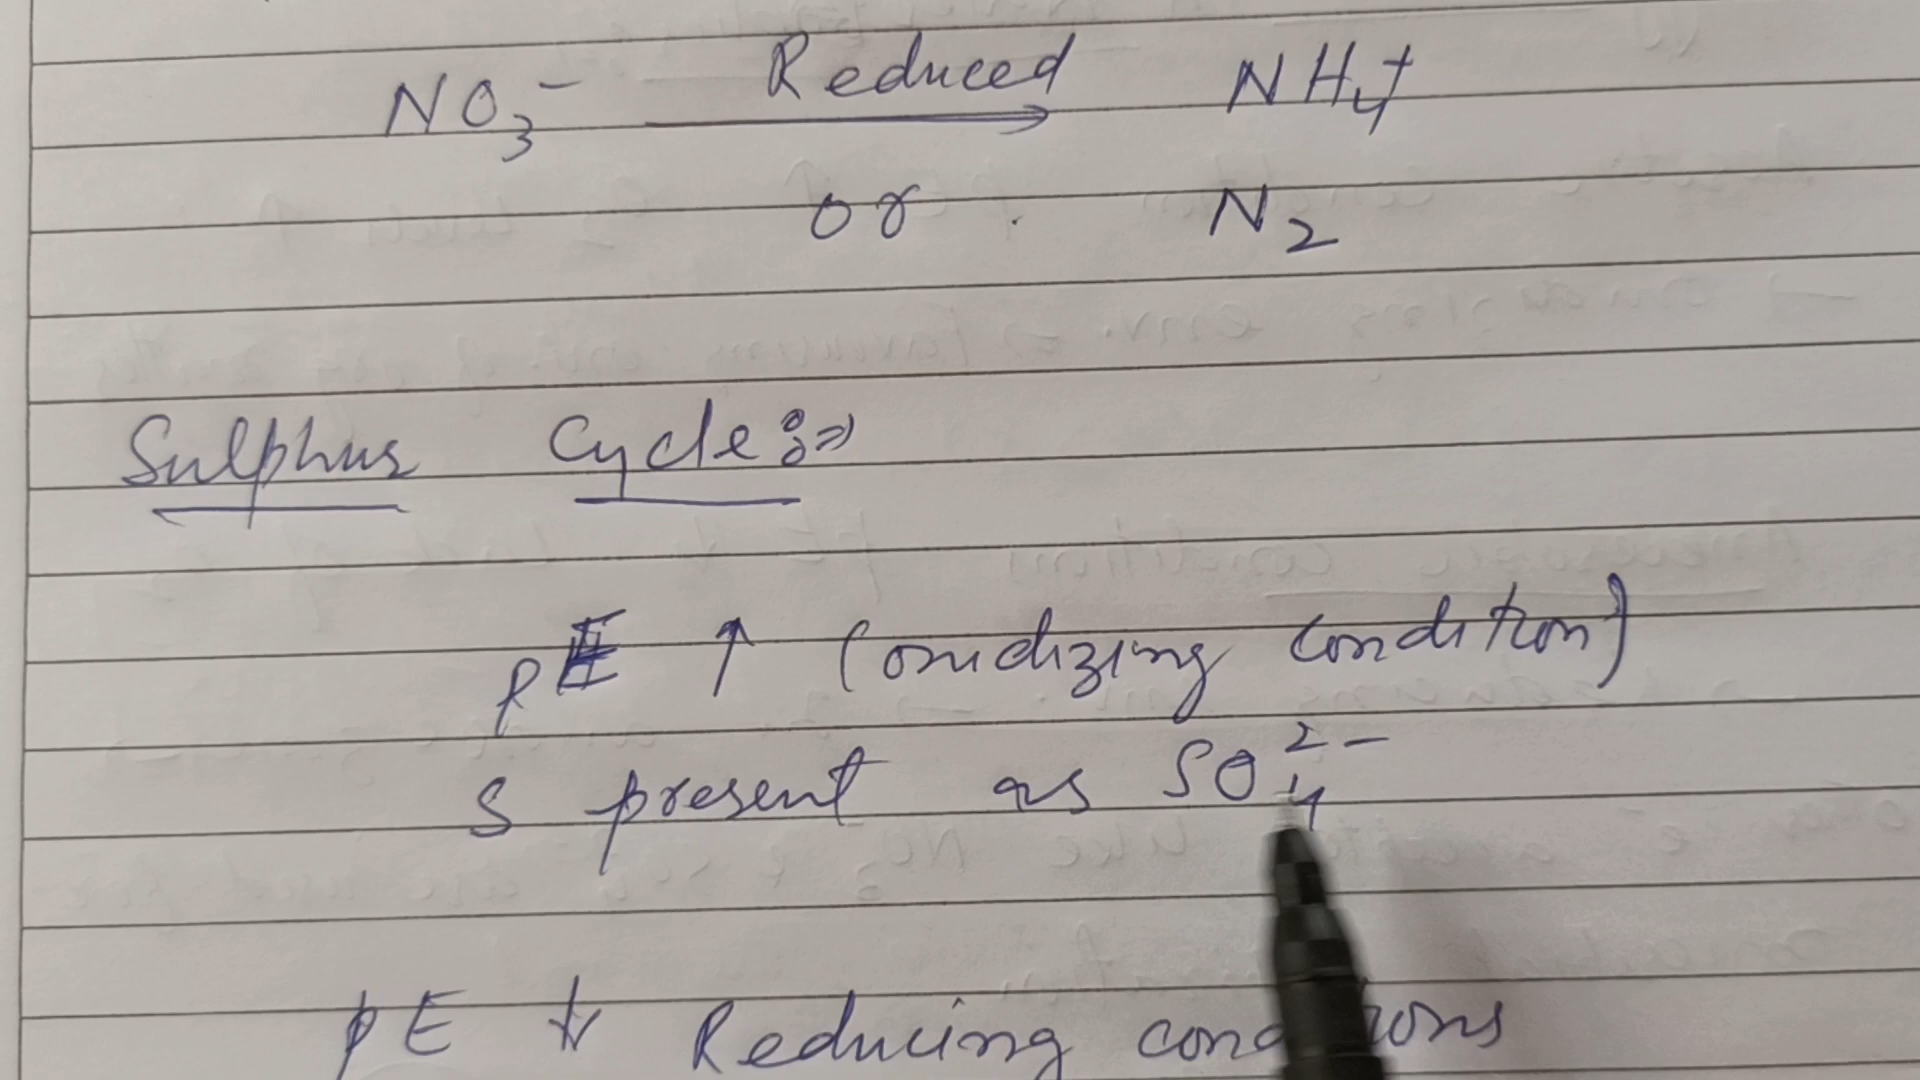 NO₃⁻ Reduced → NH₄⁺
or N₂
Sulphur Cycle :⇒
pE ↑ (oxidizing condition)
S present as SO₄²⁻
pE ↓ Reducing conditions